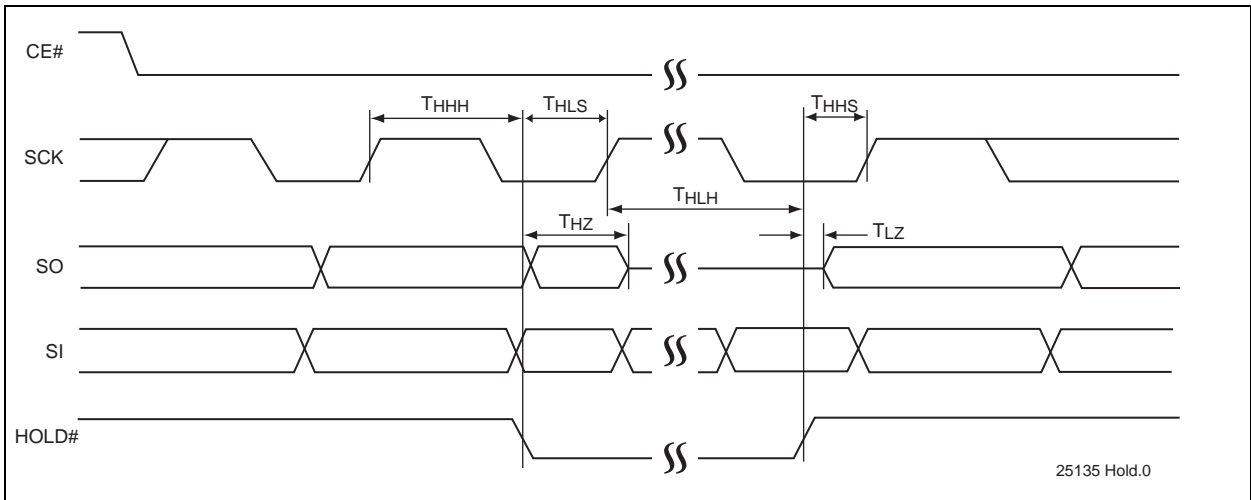 CE#
THHH THLS THHS
SCK
THLH
THZ TLZ
SO
SI
HOLD#
25135 Hold.0